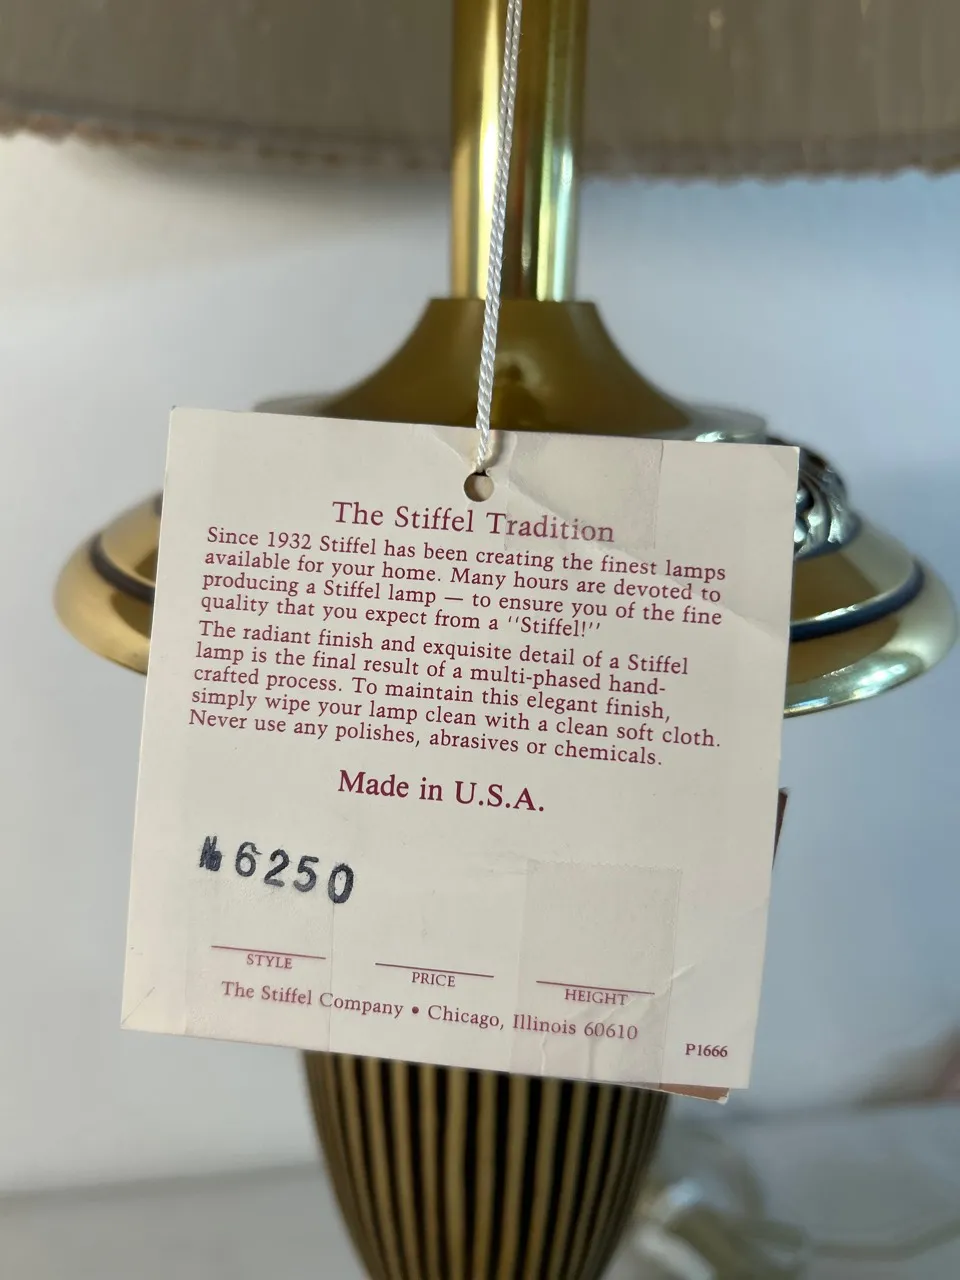 The Stiffel Tradition
Since 1932 Stiffel has been creating the finest lamps
available for your home. Many hours are devoted to
producing a Stiffel lamp — to ensure you of the fine
quality that you expect from a ''Stiffel!''
The radiant finish and exquisite detail of a Stiffel
lamp is the final result of a multi-phased hand-
crafted process. To maintain this elegant finish,
simply wipe your lamp clean with a clean soft cloth.
Never use any polishes, abrasives or chemicals.
Made in U.S.A.
№ 6250
STYLE PRICE HEIGHT
The Stiffel Company • Chicago, Illinois 60610
P1666